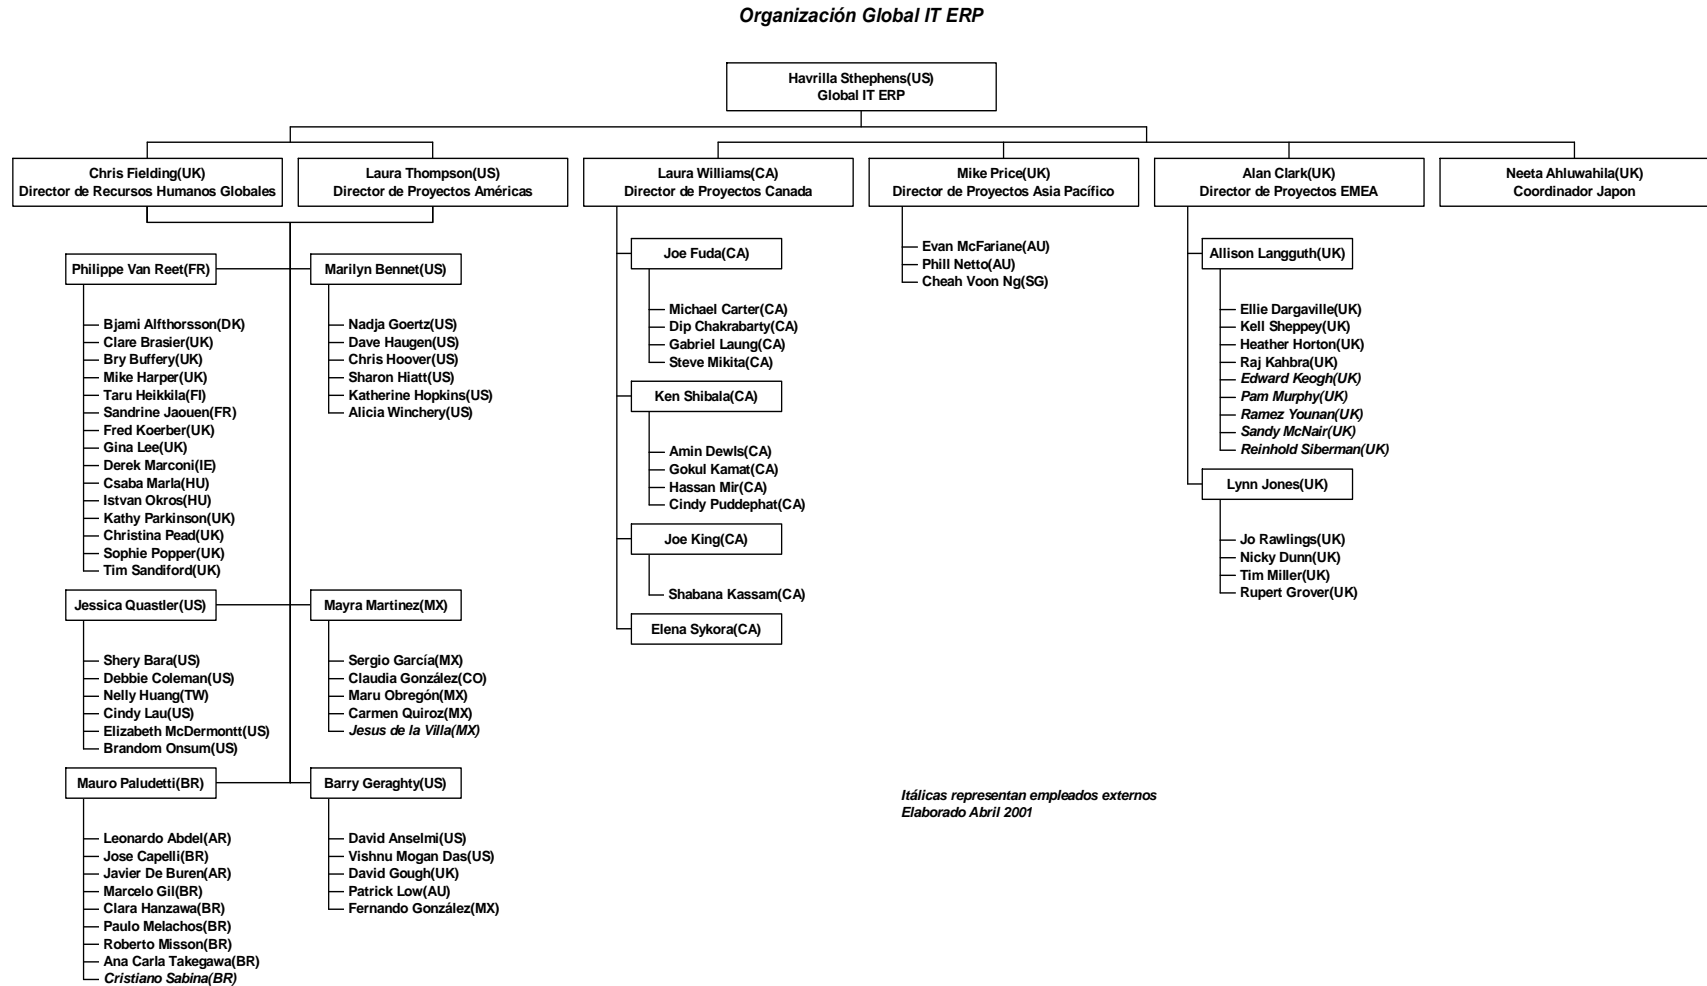 Organización Global IT ERP
Havrilla Sthephens(US)
Global IT ERP
Chris Fielding(UK)
Director de Recursos Humanos Globales
Laura Thompson(US)
Director de Proyectos Américas
Laura Williams(CA)
Director de Proyectos Canada
Mike Price(UK)
Director de Proyectos Asia Pacífico
Alan Clark(UK)
Director de Proyectos EMEA
Neeta Ahluwahila(UK)
Coordinador Japon
Philippe Van Reet(FR)
Bjami Alfthorsson(DK)
Clare Brasier(UK)
Bry Buffery(UK)
Mike Harper(UK)
Taru Heikkila(FI)
Sandrine Jaouen(FR)
Fred Koerber(UK)
Gina Lee(UK)
Derek Marconi(IE)
Csaba Marla(HU)
Istvan Okros(HU)
Kathy Parkinson(UK)
Christina Pead(UK)
Sophie Popper(UK)
Tim Sandiford(UK)
Marilyn Bennet(US)
Nadja Goertz(US)
Dave Haugen(US)
Chris Hoover(US)
Sharon Hiatt(US)
Katherine Hopkins(US)
Alicia Winchery(US)
Jessica Quastler(US)
Shery Bara(US)
Debbie Coleman(US)
Nelly Huang(TW)
Cindy Lau(US)
Elizabeth McDermontt(US)
Brandom Onsum(US)
Mayra Martinez(MX)
Sergio García(MX)
Claudia González(CO)
Maru Obregón(MX)
Carmen Quiroz(MX)
Jesus de la Villa(MX)
Mauro Paludetti(BR)
Leonardo Abdel(AR)
Jose Capelli(BR)
Javier De Buren(AR)
Marcelo Gil(BR)
Clara Hanzawa(BR)
Paulo Melachos(BR)
Roberto Misson(BR)
Ana Carla Takegawa(BR)
Cristiano Sabina(BR)
Barry Geraghty(US)
David Anselmi(US)
Vishnu Mogan Das(US)
David Gough(UK)
Patrick Low(AU)
Fernando González(MX)
Joe Fuda(CA)
Michael Carter(CA)
Dip Chakrabarty(CA)
Gabriel Laung(CA)
Steve Mikita(CA)
Ken Shibala(CA)
Amin Dewls(CA)
Gokul Kamat(CA)
Hassan Mir(CA)
Cindy Puddephat(CA)
Joe King(CA)
Shabana Kassam(CA)
Elena Sykora(CA)
Evan McFariane(AU)
Phill Netto(AU)
Cheah Voon Ng(SG)
Allison Langguth(UK)
Ellie Dargaville(UK)
Kell Sheppey(UK)
Heather Horton(UK)
Raj Kahbra(UK)
Edward Keogh(UK)
Pam Murphy(UK)
Ramez Younan(UK)
Sandy McNair(UK)
Reinhold Siberman(UK)
Lynn Jones(UK)
Jo Rawlings(UK)
Nicky Dunn(UK)
Tim Miller(UK)
Rupert Grover(UK)
Itálicas representan empleados externos
Elaborado Abril 2001